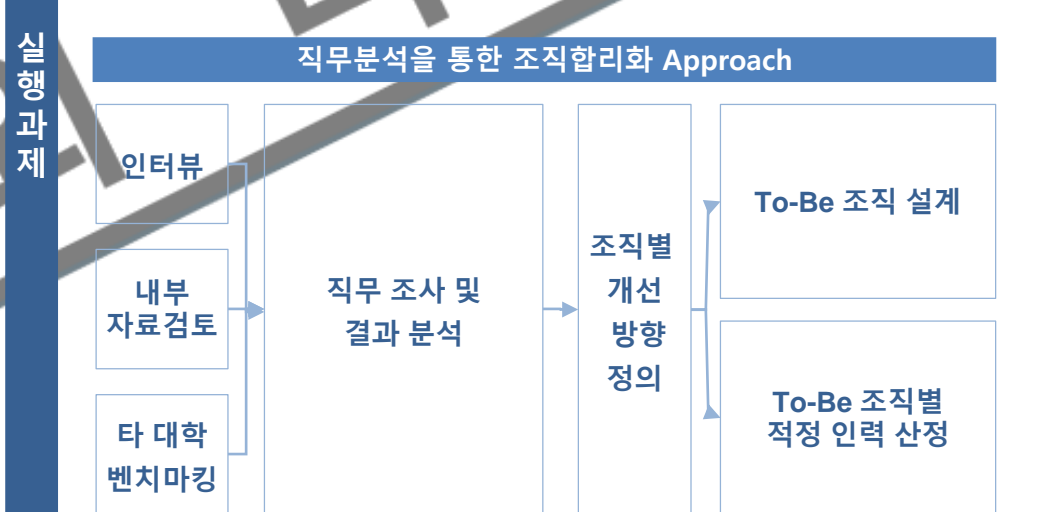 실
행
과
제
직무분석을 통한 조직합리화 Approach
인터뷰
내부
자료검토
타 대학
벤치마킹
직무 조사 및
결과 분석
조직별
개선
방향
정의
To-Be 조직 설계
To-Be 조직별
적정 인력 산정